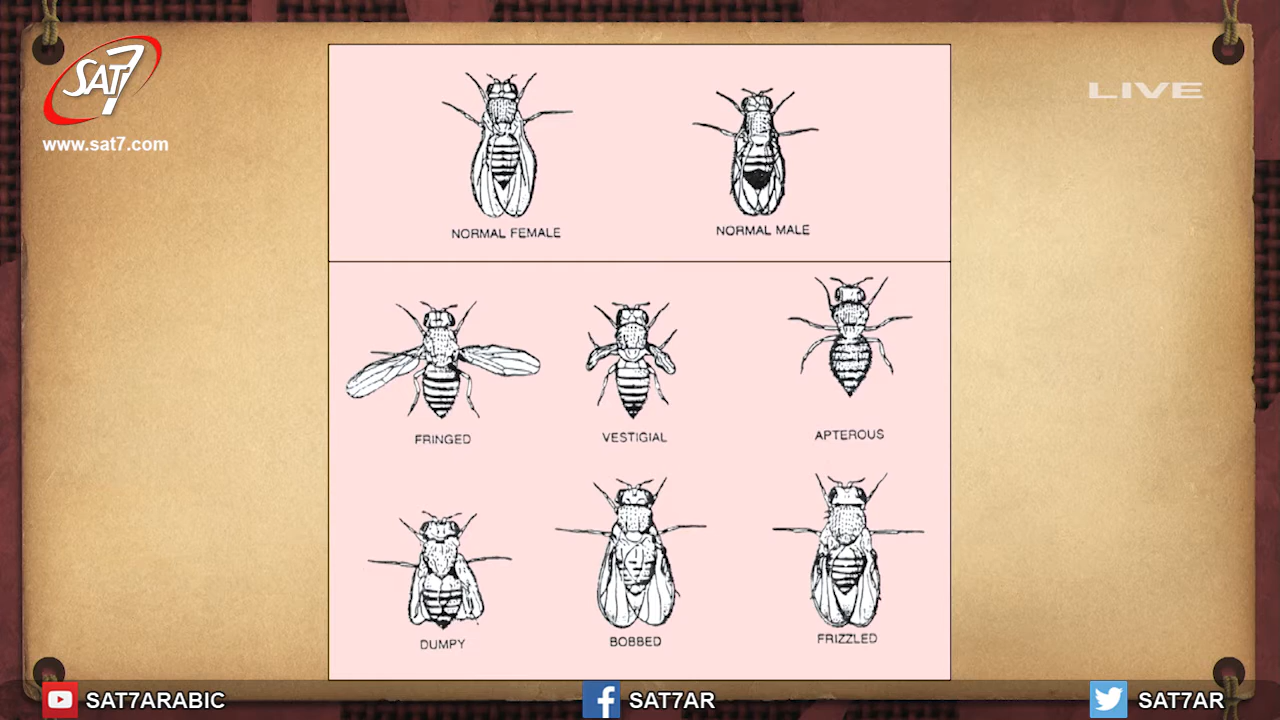 SAT7
www.sat7.com
LIVE
NORMAL FEMALE
NORMAL MALE
FRINGED
VESTIGIAL
APTEROUS
DUMPY
BOBBED
FRIZZLED
SAT7ARABIC
SAT7AR
SAT7AR